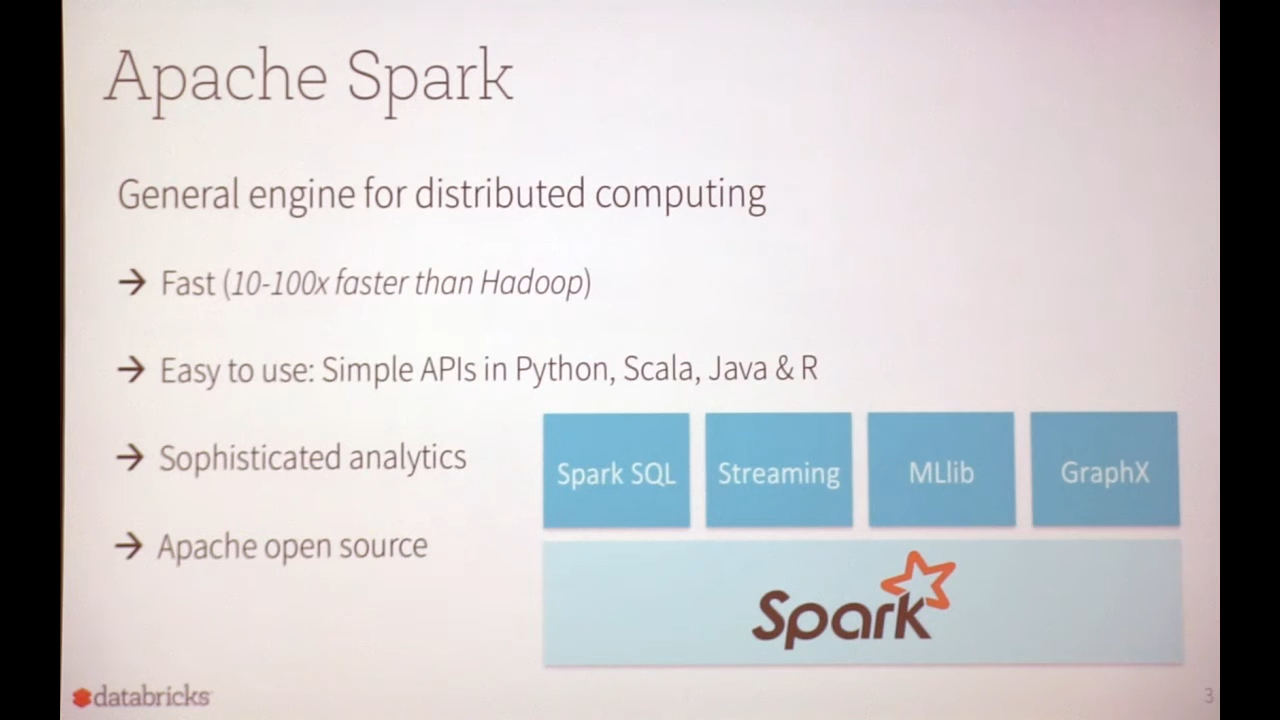 Apache Spark
General engine for distributed computing
→ Fast (10-100x faster than Hadoop)
→ Easy to use: Simple APIs in Python, Scala, Java & R
→ Sophisticated analytics
→ Apache open source
Spark SQL
Streaming
MLlib
GraphX
Spark
databricks
3